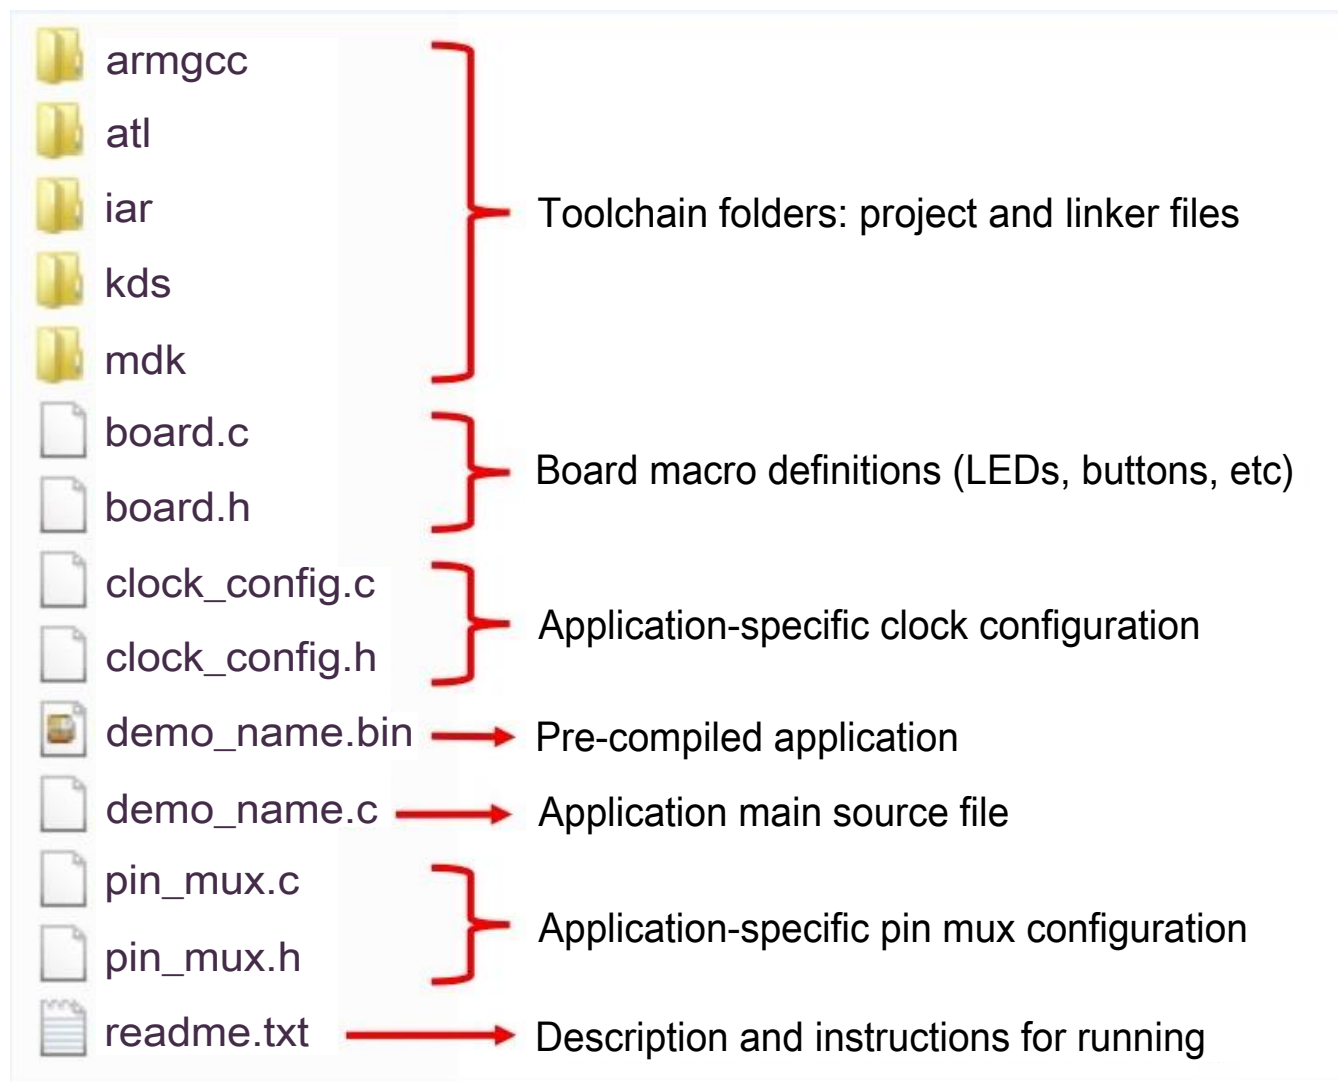 armgcc
atl
iar
Toolchain folders: project and linker files
kds
mdk
board.c
Board macro definitions (LEDs, buttons, etc)
board.h
clock_config.c
Application-specific clock configuration
clock_config.h
demo_name.bin Pre-compiled application
demo_name.c Application main source file
pin_mux.c
Application-specific pin mux configuration
pin_mux.h
readme.txt Description and instructions for running